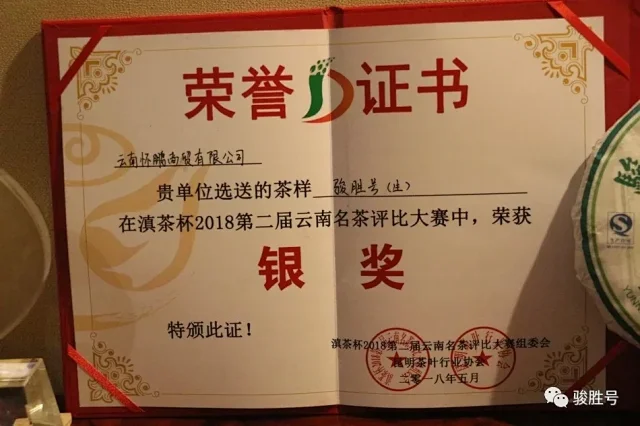 荣誉证书
云南怀鹏商贸有限公司
贵单位选送的茶样 骏胜号(生)
在滇茶杯2018第二届云南名茶评比大赛中，荣获
银奖
特颁此证！
滇茶杯2018第二届云南名茶评比大赛组委会
昆明茶叶行业协会
二〇一八年五月
骏胜号